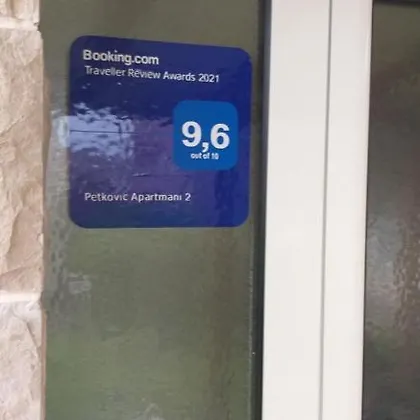 Booking.com
Traveller Review Awards 2021
9,6
out of 10
Petkovic Apartmani 2